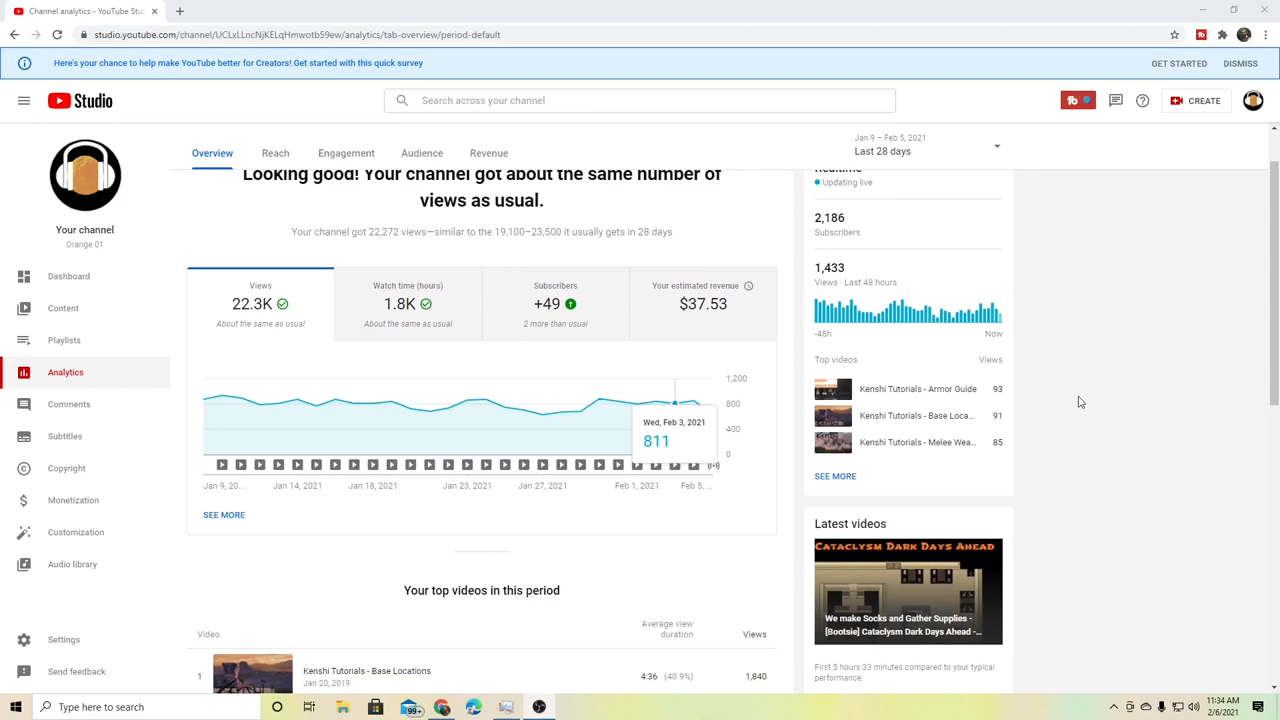 Channel analytics - YouTube Stu
studio.youtube.com/channel/UCLxLLncNjKELqHmwotb59ew/analytics/tab-overview/period-default
Here's your chance to help make YouTube better for Creators! Get started with this quick survey
GET STARTED
DISMISS
Studio
Search across your channel
CREATE
Your channel
Orange 01
Dashboard
Content
Playlists
Analytics
Comments
Subtitles
Copyright
Monetization
Customization
Audio library
Settings
Send feedback
Overview
Reach
Engagement
Audience
Revenue
Jan 9 – Feb 5, 2021
Last 28 days
Looking good! Your channel got about the same number of
views as usual.
Your channel got 22,272 views—similar to the 19,100–23,500 it usually gets in 28 days
Views
22.3K
About the same as usual
Watch time (hours)
1.8K
About the same as usual
Subscribers
+49
2 more than usual
Your estimated revenue
$37.53
1,200
800
400
0
Wed, Feb 3, 2021
811
Jan 9, 20...
Jan 14, 2021
Jan 18, 2021
Jan 23, 2021
Jan 27, 2021
Feb 1, 2021
Feb 5, ...
SEE MORE
Your top videos in this period
Video
Average view
duration
Views
1
Kenshi Tutorials - Base Locations
Jan 20, 2019
4:36 (40.9%)
1,840
Realtime
Updating live
2,186
Subscribers
1,433
Views · Last 48 hours
-48h
Now
Top videos
Views
Kenshi Tutorials - Armor Guide
93
Kenshi Tutorials - Base Loca...
91
Kenshi Tutorials - Melee Wea...
85
SEE MORE
Latest videos
CATACLYSM DARK DAYS AHEAD
We make Socks and Gather Supplies -
[Bootsie] Cataclysm Dark Days Ahead -...
First 5 hours 33 minutes compared to your typical
performance:
Type here to search
99+
11:34 AM
2/6/2021